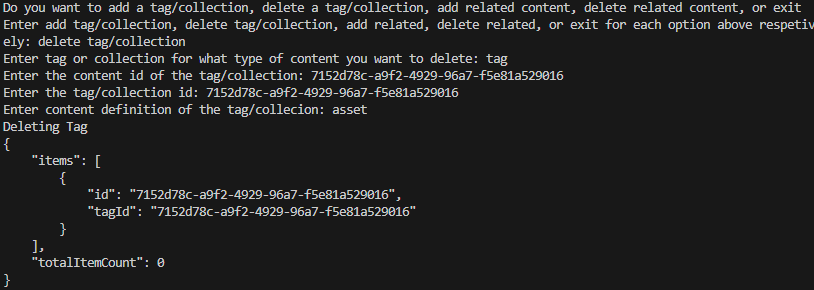 Do you want to add a tag/collection, delete a tag/collection, add related content, delete related content, or exit
Enter add tag/collection, delete tag/collection, add related, delete related, or exit for each option above respetiv
ely: delete tag/collection
Enter tag or collection for what type of content you want to delete: tag
Enter the content id of the tag/collection: 7152d78c-a9f2-4929-96a7-f5e81a529016
Enter the tag/collection id: 7152d78c-a9f2-4929-96a7-f5e81a529016
Enter content definition of the tag/collecion: asset
Deleting Tag
{
    "items": [
        {
            "id": "7152d78c-a9f2-4929-96a7-f5e81a529016",
            "tagId": "7152d78c-a9f2-4929-96a7-f5e81a529016"
        }
    ],
    "totalItemCount": 0
}